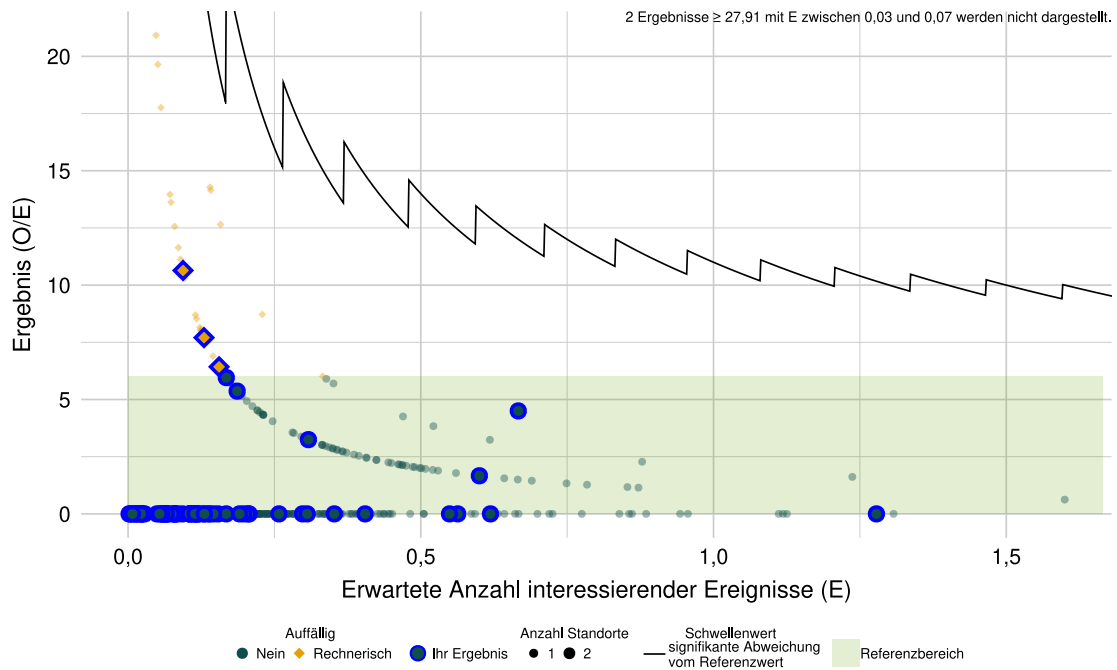 2 Ergebnisse ≥ 27,91 mit E zwischen 0,03 und 0,07 werden nicht dargestellt.
Ergebnis (O/E)
20
15
10
5
0
0,0 0,5 1,0 1,5
Erwartete Anzahl interessierender Ereignisse (E)
Auffällig
Nein Rechnerisch Ihr Ergebnis
Anzahl Standorte
1 2
Schwellenwert
signifikante Abweichung
vom Referenzwert
Referenzbereich